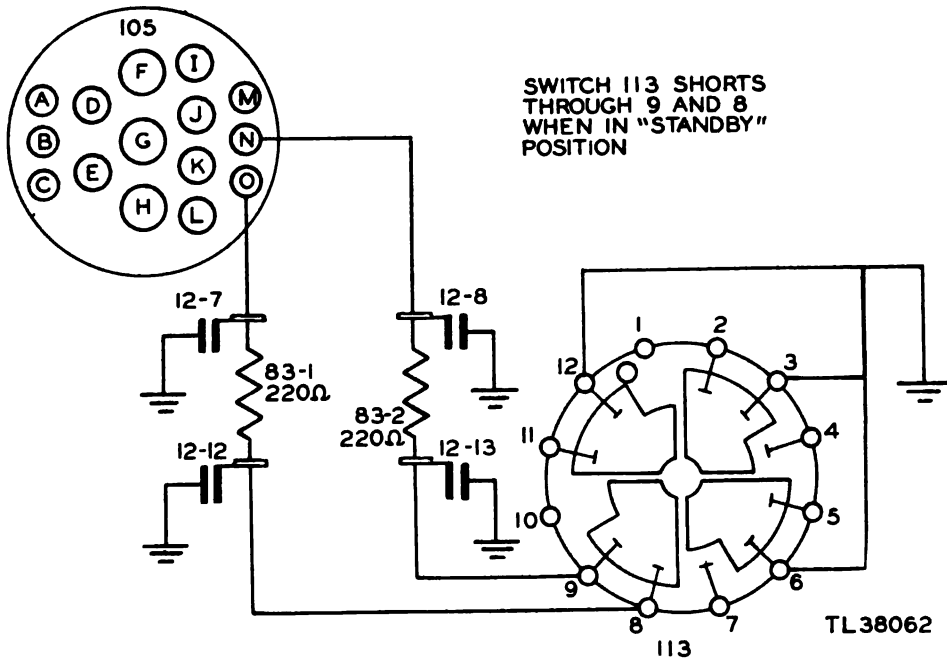 105
F
I
A
D
M
J
B
G
N
E
K
C
O
H
L
SWITCH 113 SHORTS
THROUGH 9 AND 8
WHEN IN "STANDBY"
POSITION
12-7
12-8
83-1
220Ω
83-2
220Ω
12-12
12-13
1
2
3
4
5
6
7
8
9
10
11
12
113
TL38062